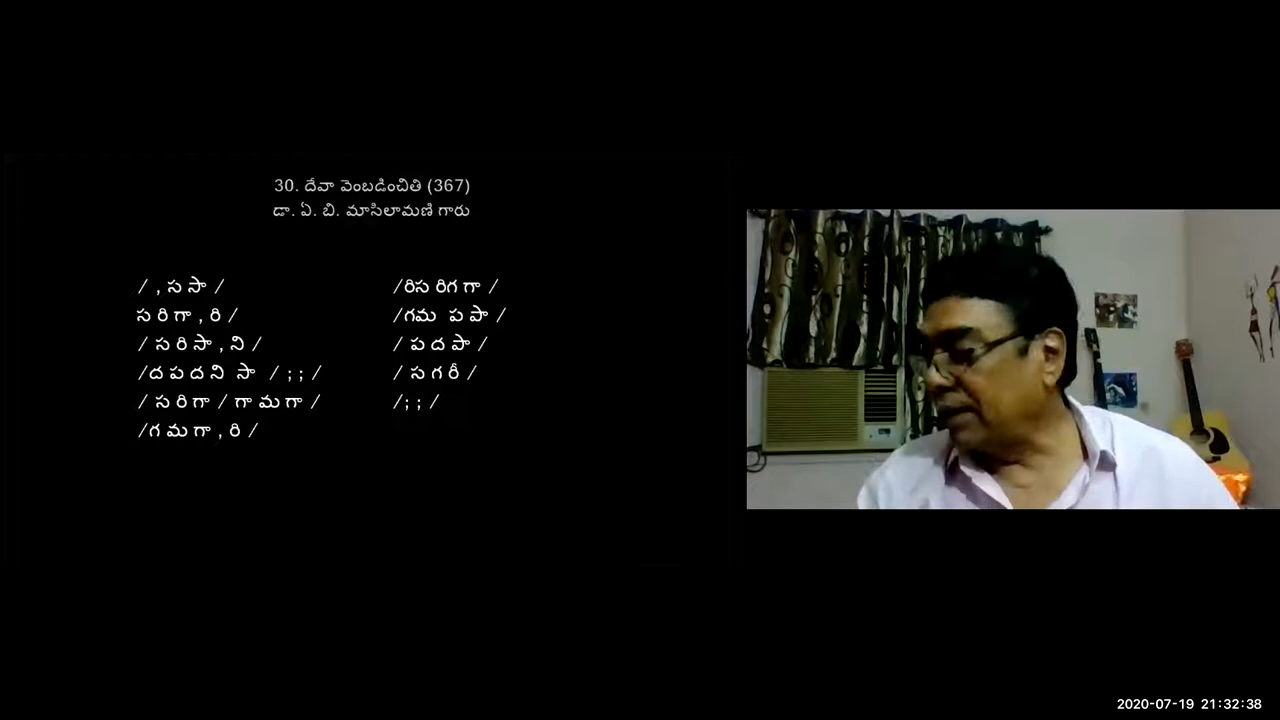 30. దేవా వెంబడించితి (367)
డా. ఏ. బి. మాసిలామణి గారు
/ , స సా /
స రి గా , రి /
/ స రి సా , ని /
/ద ప ద ని సా / ; ; /
/ స రి గా / గా మ గా /
/గ మ గా , రి /
/రిస రిగ గా /
/గమ ప పా /
/ ప ద పా /
/ స గ రీ /
/; ; /
2020-07-19 21:32:38